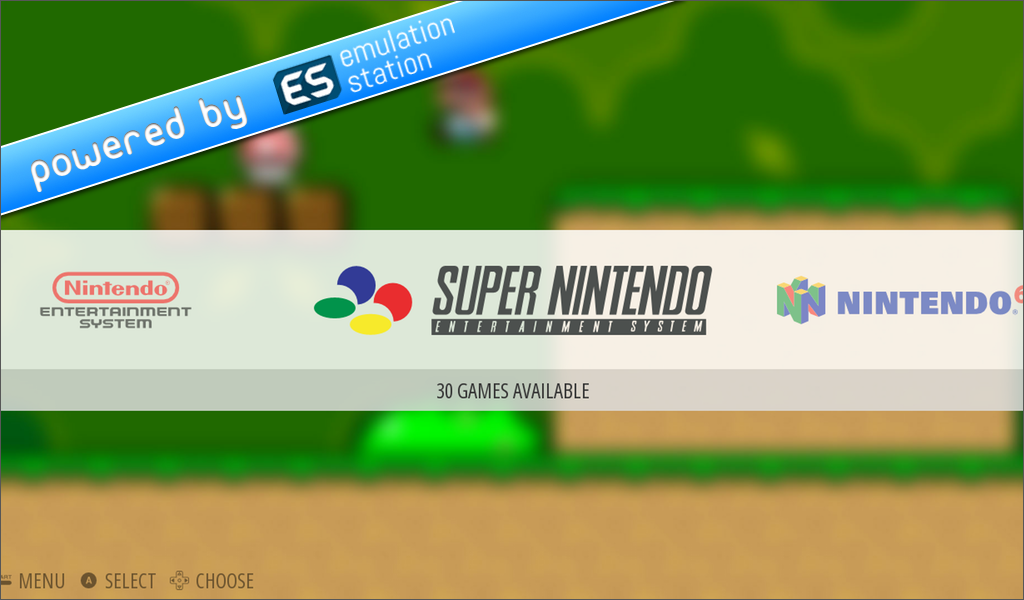 powered by ES emulation station
Nintendo®
ENTERTAINMENT
SYSTEM
SUPER NINTENDO
ENTERTAINMENT SYSTEM
NINTENDO 6
30 GAMES AVAILABLE
MENU A SELECT CHOOSE